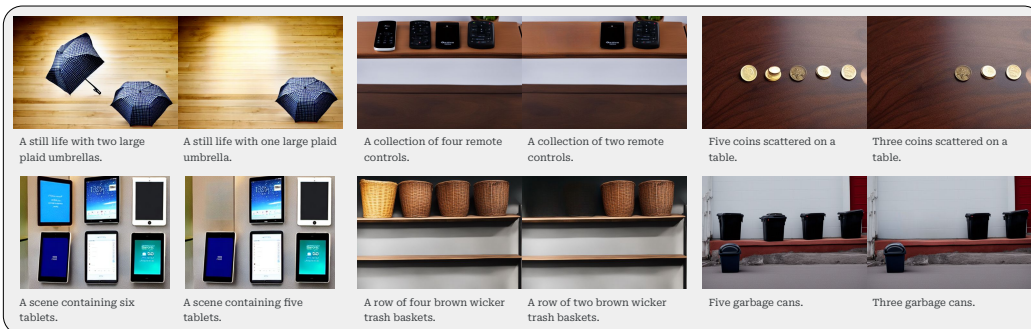 A still life with two large
plaid umbrellas.
A still life with one large plaid
umbrella.
A collection of four remote
controls.
A collection of two remote
controls.
Five coins scattered on a
table.
Three coins scattered on a
table.
A scene containing six
tablets.
A scene containing five
tablets.
A row of four brown wicker
trash baskets.
A row of two brown wicker
trash baskets.
Five garbage cans.
Three garbage cans.